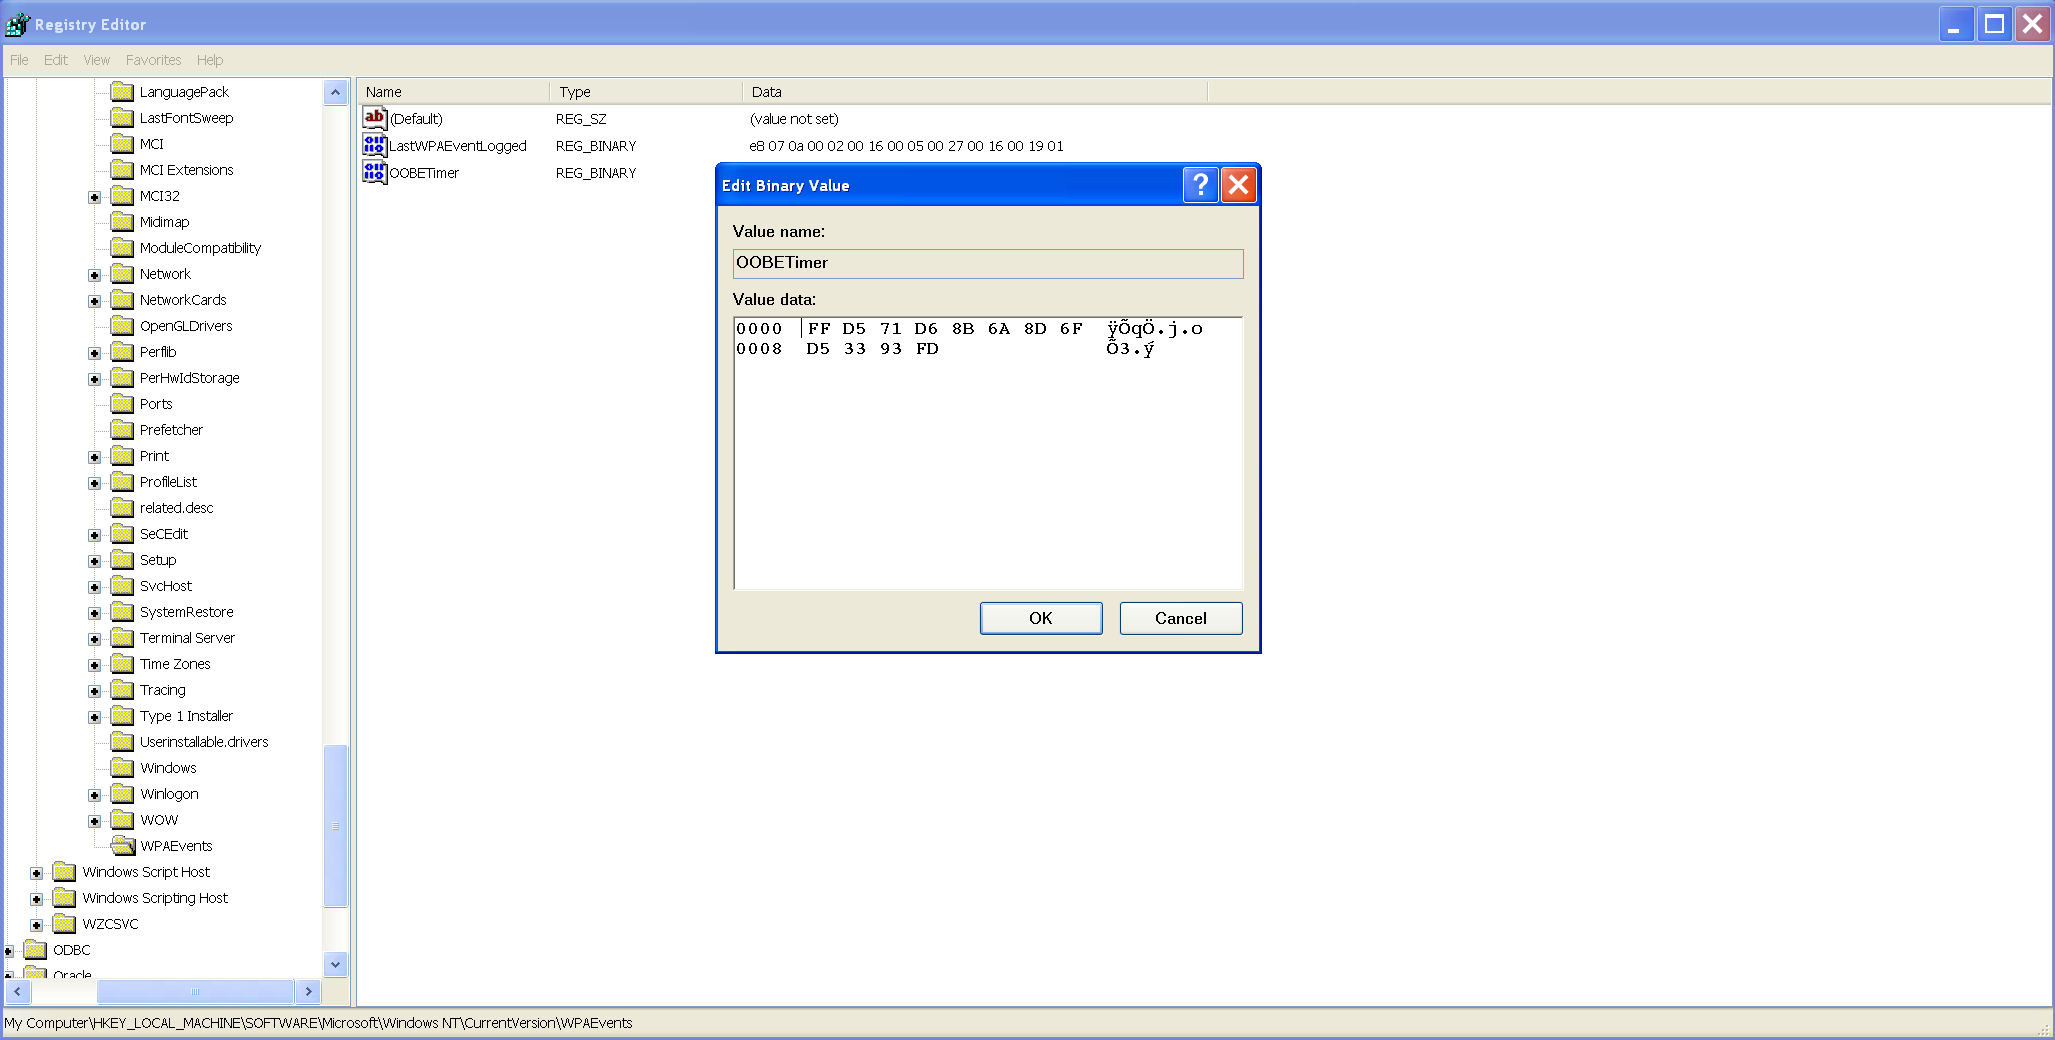 Registry Editor
File Edit View Favorites Help
LanguagePack
LastFontSweep
MCI
MCI Extensions
MCI32
Midimap
ModuleCompatibility
Network
NetworkCards
OpenGLDrivers
Perflib
PerHwIdStorage
Ports
Prefetcher
Print
ProfileList
related.desc
SeCEdit
Setup
SvcHost
SystemRestore
Terminal Server
Time Zones
Tracing
Type 1 Installer
Userinstallable.drivers
Windows
Winlogon
WOW
WPAEvents
Windows Script Host
Windows Scripting Host
WZCSVC
ODBC
Oracle
Name Type Data
(Default) REG_SZ (value not set)
LastWPAEventLogged REG_BINARY e8 07 0a 00 02 00 16 00 05 00 27 00 16 00 19 01
OOBETimer REG_BINARY
Edit Binary Value
Value name:
OOBETimer
Value data:
0000 FF D5 71 D6 8B 6A 8D 6F ÿÕqÖ.j.o
0008 D5 33 93 FD Õ3.ý
OK Cancel
My Computer\HKEY_LOCAL_MACHINE\SOFTWARE\Microsoft\Windows NT\CurrentVersion\WPAEvents